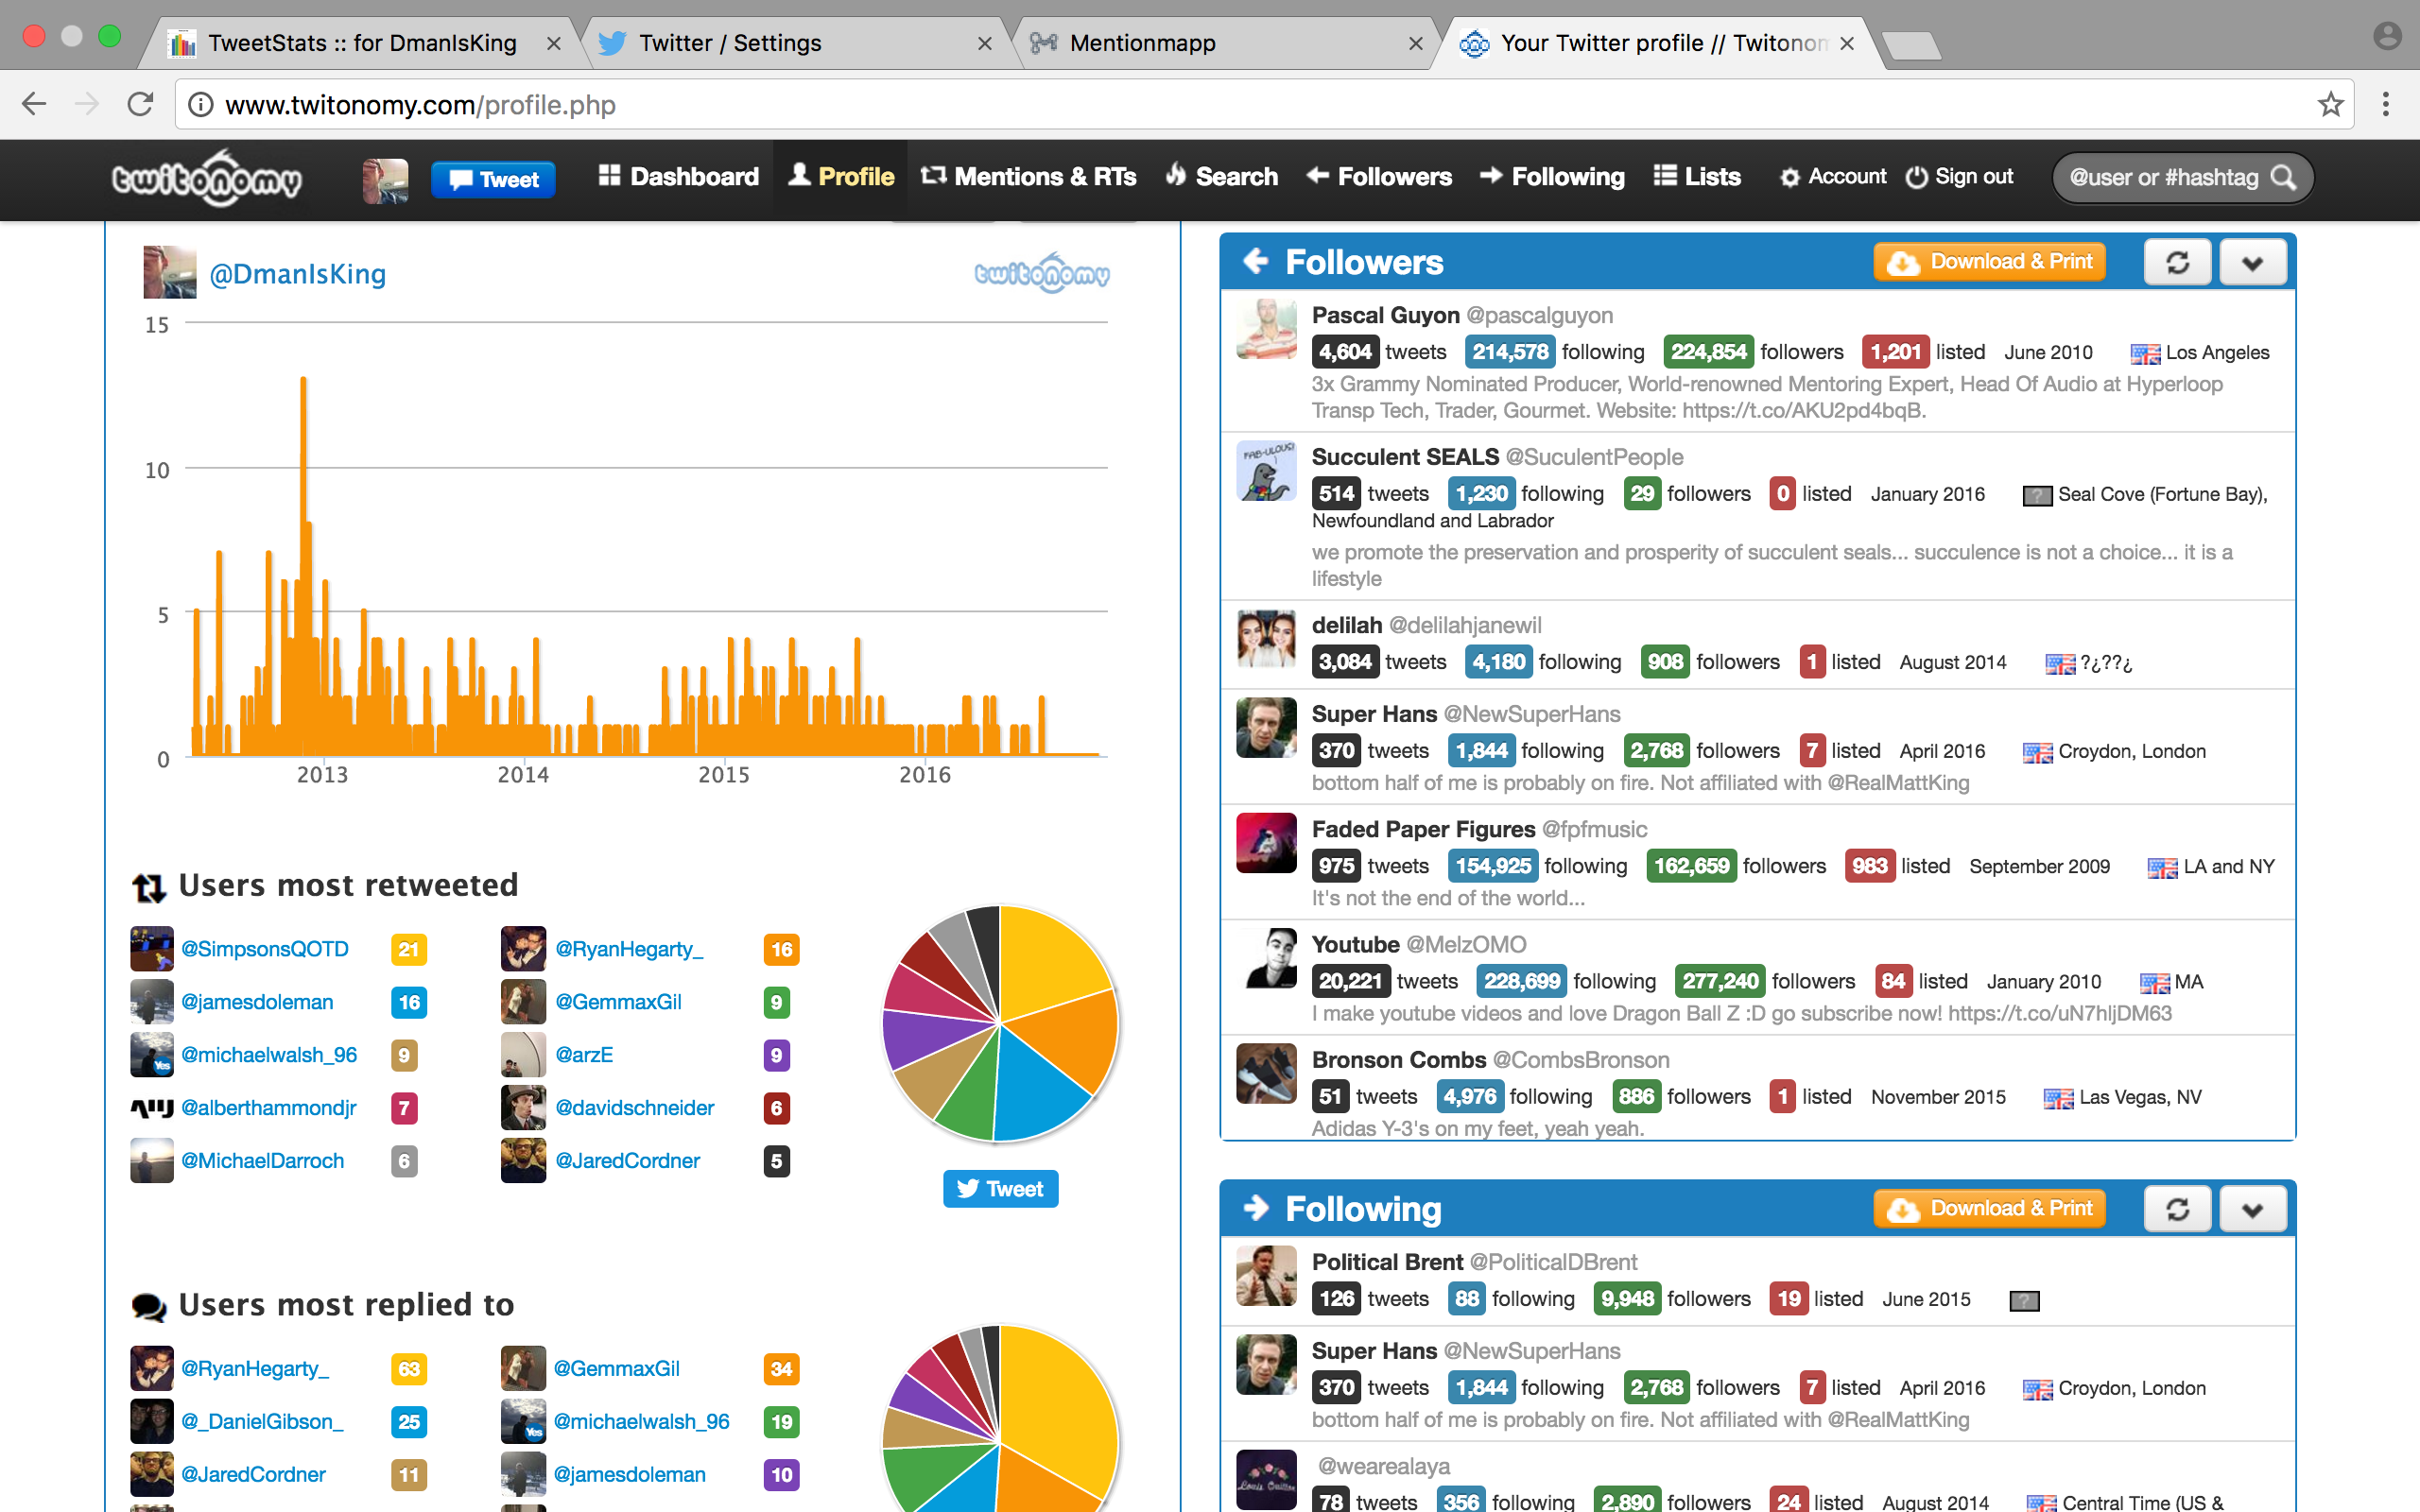 TweetStats :: for DmanIsKing
Twitter / Settings
Mentionmapp
Your Twitter profile // Twitonom
www.twitonomy.com/profile.php
twitonomy
Tweet
Dashboard
Profile
Mentions & RTs
Search
Followers
Following
Lists
Account
Sign out
@user or #hashtag
@DmanIsKing
twitonomy
15
10
5
0
2013 2014 2015 2016
Users most retweeted
@SimpsonsQOTD 21 @RyanHegarty_ 16
@jamesdoleman 16 @GemmaxGil 9
@michaelwalsh_96 9 @arzE 9
@alberthammondjr 7 @davidschneider 6
@MichaelDarroch 6 @JaredCordner 5
Tweet
Users most replied to
@RyanHegarty_ 63 @GemmaxGil 34
@_DanielGibson_ 25 @michaelwalsh_96 19
@JaredCordner 11 @jamesdoleman 10
Followers
Download & Print
Pascal Guyon @pascalguyon
4,604 tweets 214,578 following 224,854 followers 1,201 listed June 2010 Los Angeles
3x Grammy Nominated Producer, World-renowned Mentoring Expert, Head Of Audio at Hyperloop
Transp Tech, Trader, Gourmet. Website: https://t.co/AKU2pd4bqB.
FAB-ULOUS!
Succulent SEALS @SuculentPeople
514 tweets 1,230 following 29 followers 0 listed January 2016 ? Seal Cove (Fortune Bay),
Newfoundland and Labrador
we promote the preservation and prosperity of succulent seals... succulence is not a choice... it is a
lifestyle
delilah @delilahjanewil
3,084 tweets 4,180 following 908 followers 1 listed August 2014 ?¿??¿
Super Hans @NewSuperHans
370 tweets 1,844 following 2,768 followers 7 listed April 2016 Croydon, London
bottom half of me is probably on fire. Not affiliated with @RealMattKing
Faded Paper Figures @fpfmusic
975 tweets 154,925 following 162,659 followers 983 listed September 2009 LA and NY
It's not the end of the world...
Youtube @MelzOMO
20,221 tweets 228,699 following 277,240 followers 84 listed January 2010 MA
I make youtube videos and love Dragon Ball Z :D go subscribe now! https://t.co/uN7hljDM63
Bronson Combs @CombsBronson
51 tweets 4,976 following 886 followers 1 listed November 2015 Las Vegas, NV
Adidas Y-3's on my feet, yeah yeah.
Following
Download & Print
Political Brent @PoliticalDBrent
126 tweets 88 following 9,948 followers 19 listed June 2015 ?
Super Hans @NewSuperHans
370 tweets 1,844 following 2,768 followers 7 listed April 2016 Croydon, London
bottom half of me is probably on fire. Not affiliated with @RealMattKing
@wearealaya
78 tweets 356 following 2,890 followers 24 listed August 2014 Central Time (US &